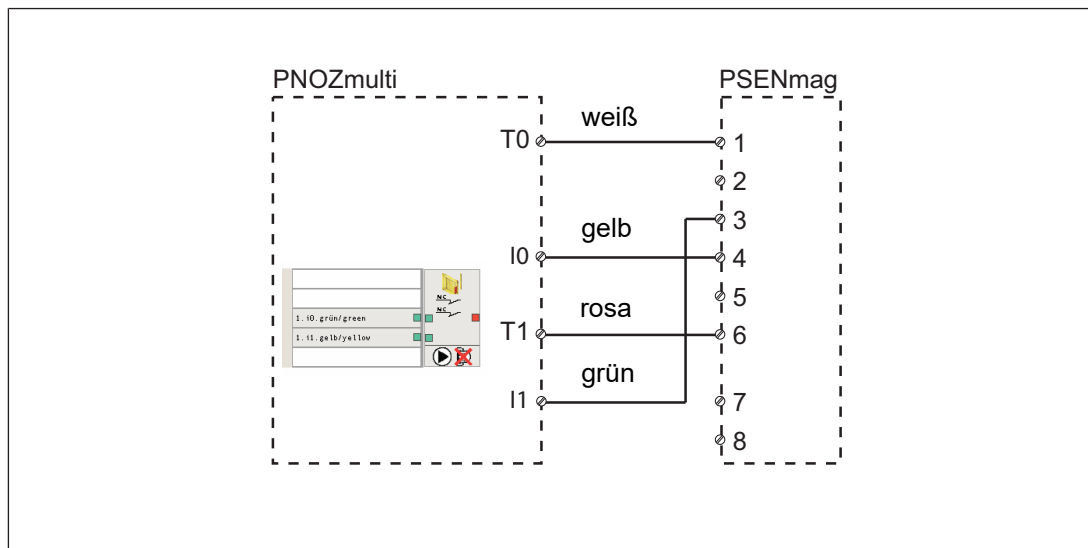 PNOZmulti
PSENmag
weiß
T0
1
2
3
gelb
I0
4
5
N.C.
N.C.
1.i0.grün/green
rosa
T1
6
1.i1.gelb/yellow
grün
I1
7
8